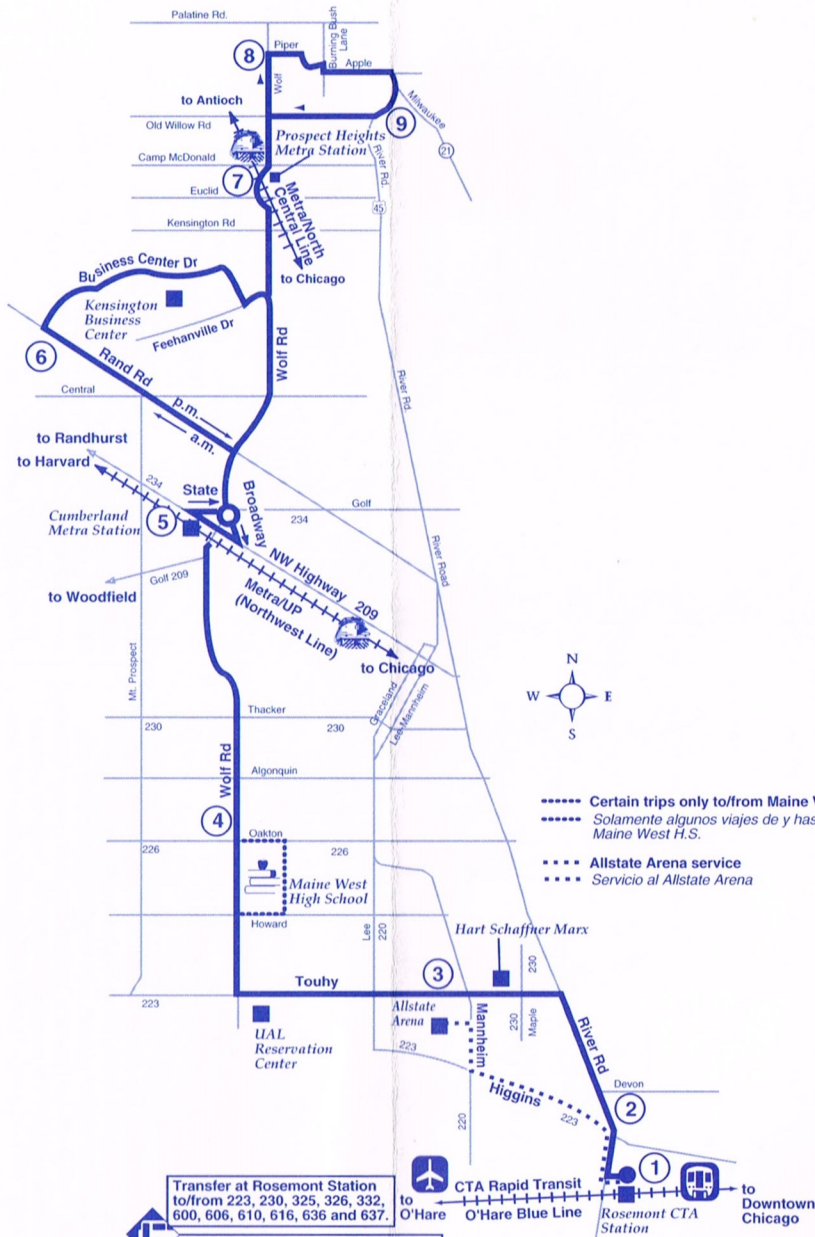 Palatine Rd.
Burning Bush
Lane
8
Piper
Apple
Wolf
to Antioch
Milwaukee
9
Old Willow Rd
Prospect Heights
Metra Station
21
Camp McDonald
River Rd.
7
Euclid
45
Metra/North
Central Line
Kensington Rd
to Chicago
Business Center Dr
Kensington
Business
Center
Feehanville Dr
6
Rand Rd
Wolf Rd
Central
p.m.
a.m.
River Rd.
to Randhurst
to Harvard
234
State
Broadway
Golf
234
Cumberland
Metra Station
5
NW Highway 209
River Road
Golf 209
to Woodfield
Metra/UP
(Northwest Line)
to Chicago
Mt. Prospect
Graceland
Lee-Mannheim
N
W E
S
Thacker
230
230
Wolf Rd
Algonquin
4
Certain trips only to/from Maine
Solamente algunos viajes de y
Maine West H.S.
Oakton
226
226
Allstate Arena service
Servicio al Allstate Arena
Maine West
High School
Howard
Lee
220
Hart Schaffner Marx
230
Touhy
3
223
UAL
Reservation
Center
Allstate
Arena
223
Mannheim
230
Maple
River Rd
Higgins
223
Devon
2
220
1
Transfer at Rosemont Station
to/from 223, 230, 325, 326, 332,
600, 606, 610, 616, 636 and 637.
to
O'Hare
CTA Rapid Transit
O'Hare Blue Line
Rosemont CTA
Station
to
Downtown
Chicago